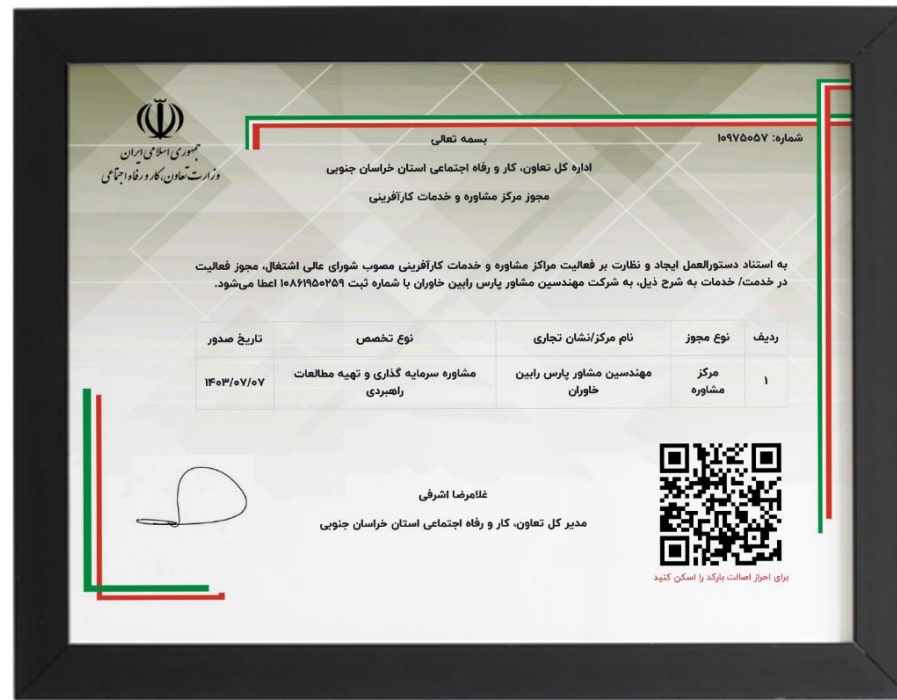 جمهوری اسلامی ایران
وزارت تعاون، کار و رفاه اجتماعی
شماره: ۱۰۹۷۵۰۵۷
بسمه تعالی
اداره کل تعاون، کار و رفاه اجتماعی استان خراسان جنوبی
مجوز مرکز مشاوره و خدمات کارآفرینی
به استناد دستورالعمل ایجاد و نظارت بر فعالیت مراکز مشاوره و خدمات کارآفرینی مصوب شورای عالی اشتغال، مجوز فعالیت
در خدمت/ خدمات به شرح ذیل، به شرکت مهندسین مشاور پارس رابین خاوران با شماره ثبت ۱۰۸۶۱۹۵۰۲۵۹ اعطا می‌شود.
ردیف نوع مجوز نام مرکز/نشان تجاری نوع تخصص تاریخ صدور
۱ مرکز مشاوره مهندسین مشاور پارس رابین خاوران مشاوره سرمایه گذاری و تهیه مطالعات راهبردی ۱۴۰۳/۰۷/۰۷
غلامرضا اشرفی
مدیر کل تعاون، کار و رفاه اجتماعی استان خراسان جنوبی
برای احراز اصالت بارکد را اسکن کنید